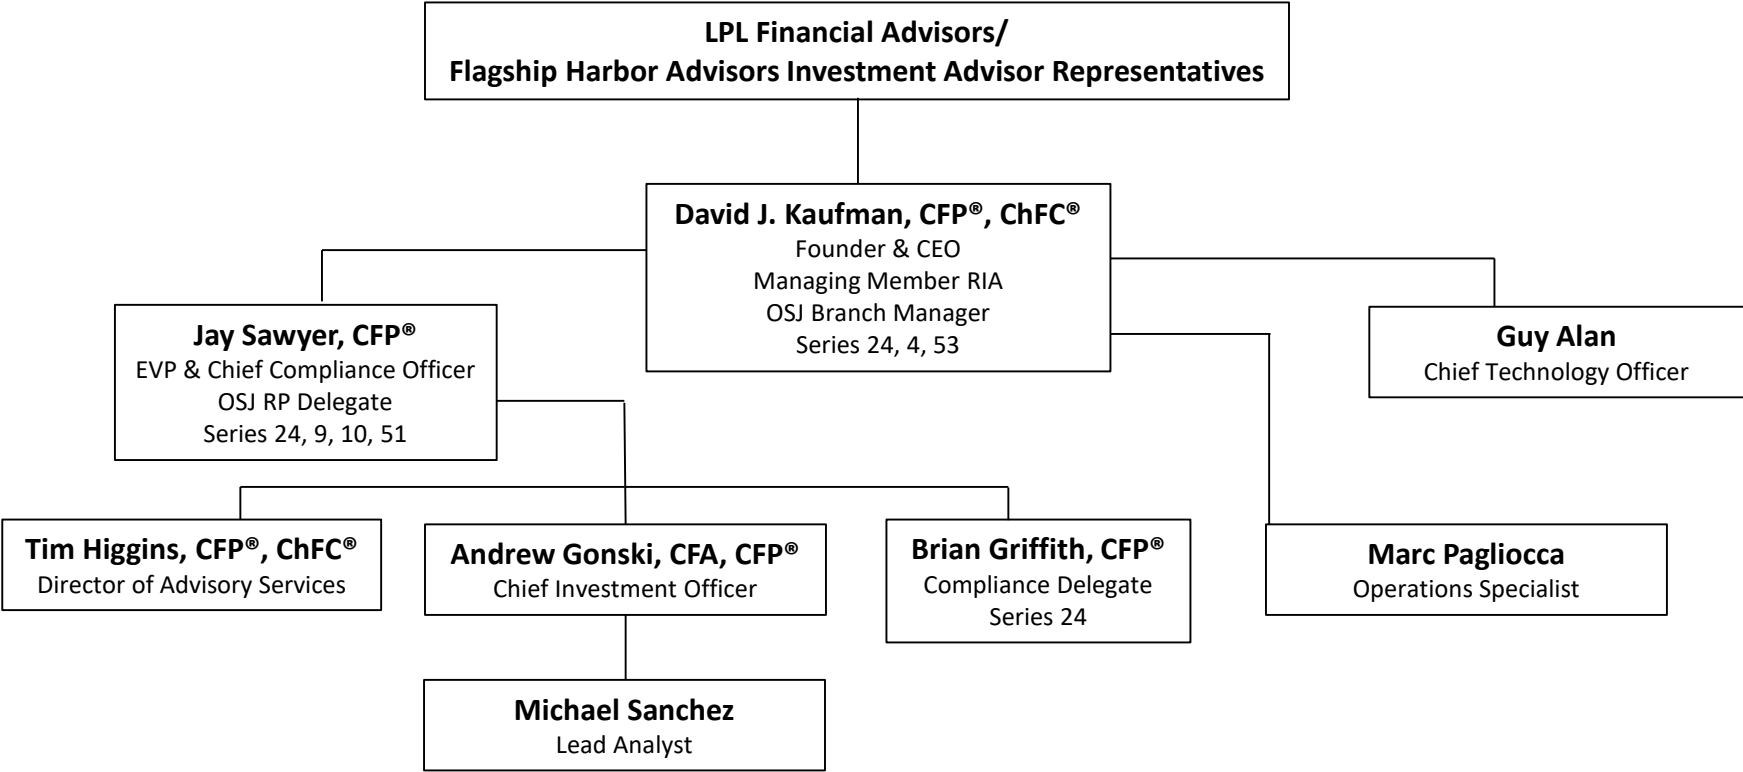 LPL Financial Advisors/
Flagship Harbor Advisors Investment Advisor Representatives
David J. Kaufman, CFP®, ChFC®
Founder & CEO
Managing Member RIA
OSJ Branch Manager
Series 24, 4, 53
Jay Sawyer, CFP®
EVP & Chief Compliance Officer
OSJ RP Delegate
Series 24, 9, 10, 51
Guy Alan
Chief Technology Officer
Tim Higgins, CFP®, ChFC®
Director of Advisory Services
Andrew Gonski, CFA, CFP®
Chief Investment Officer
Brian Griffith, CFP®
Compliance Delegate
Series 24
Marc Pagliocca
Operations Specialist
Michael Sanchez
Lead Analyst